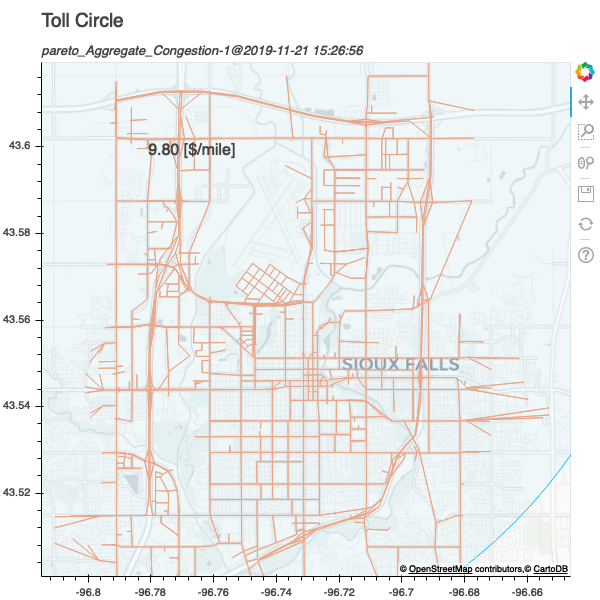 Toll Circle
pareto_Aggregate_Congestion-1@2019-11-21 15:26:56
43.6
9.80 [$/mile]
43.58
43.56
SIOUX FALLS
43.54
43.52
© OpenStreetMap contributors,© CartoDB
-96.8 -96.78 -96.76 -96.74 -96.72 -96.7 -96.68 -96.66